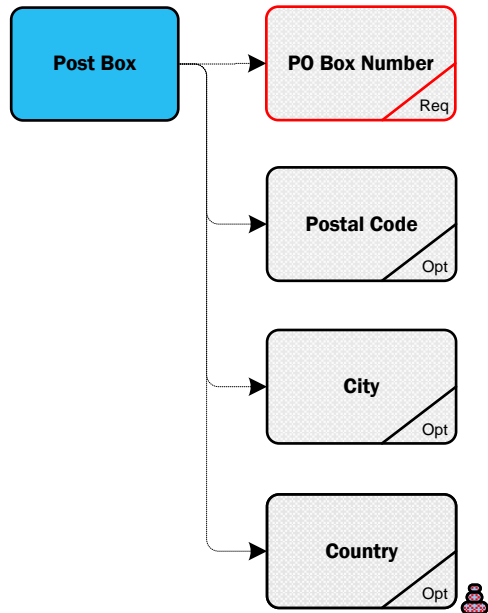 Post Box
PO Box Number
Req
Postal Code
Opt
City
Opt
Country
Opt